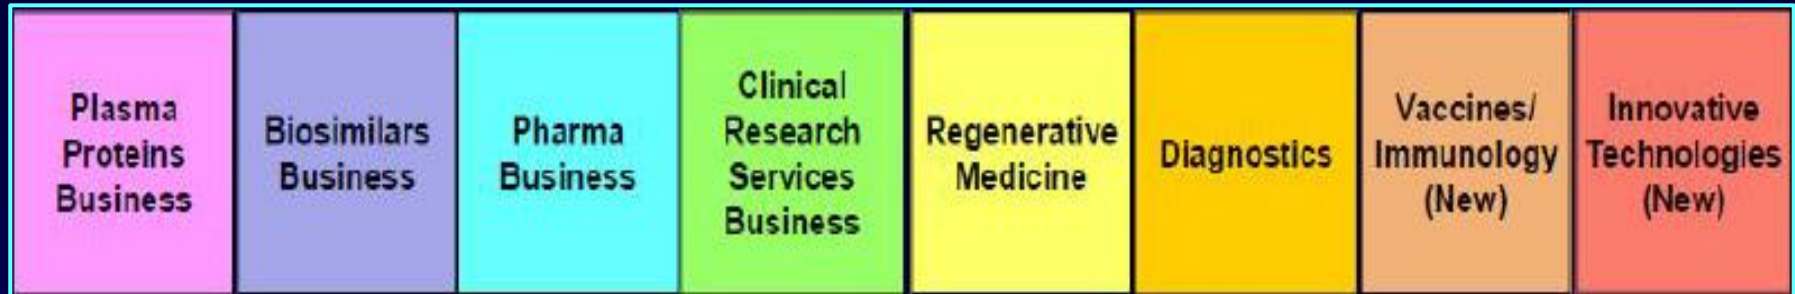 Plasma
Proteins
Business
Biosimilars
Business
Pharma
Business
Clinical
Research
Services
Business
Regenerative
Medicine
Diagnostics
Vaccines/
Immunology
(New)
Innovative
Technologies
(New)